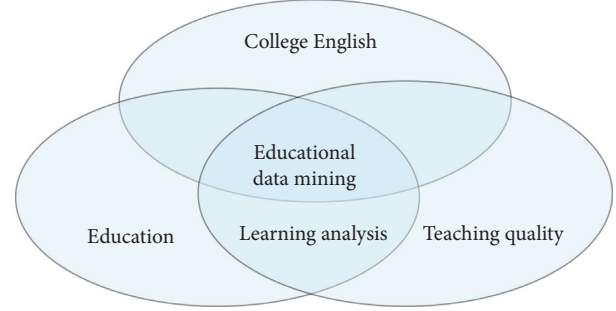 College English
Educational
data mining
Education
Learning analysis
Teaching quality